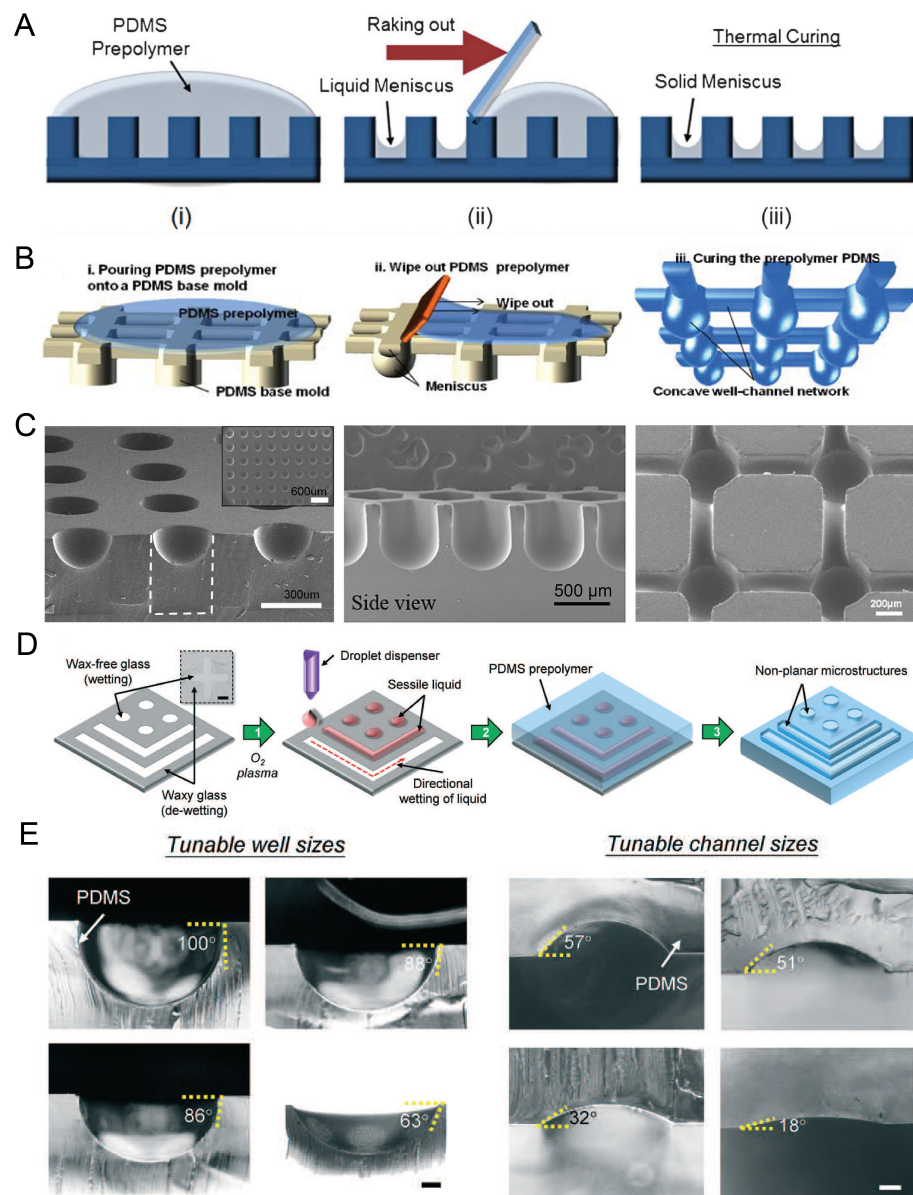 A
PDMS
Prepolymer
Raking out
Liquid Meniscus
Thermal Curing
Solid Meniscus
(i)
(ii)
(iii)
B
i. Pouring PDMS prepolymer
onto a PDMS base mold
PDMS prepolymer
PDMS base mold
ii. Wipe out PDMS prepolymer
Wipe out
Meniscus
iii. Curing the prepolymer PDMS
Concave well-channel network
C
600um
300um
Side view
500 µm
200µm
D
Wax-free glass
(wetting)
Waxy glass
(de-wetting)
1
O2
plasma
Droplet dispenser
Sessile liquid
Directional
wetting of liquid
2
PDMS prepolymer
3
Non-planar microstructures
E
Tunable well sizes
PDMS
100°
88°
86°
63°
Tunable channel sizes
57°
PDMS
51°
32°
18°